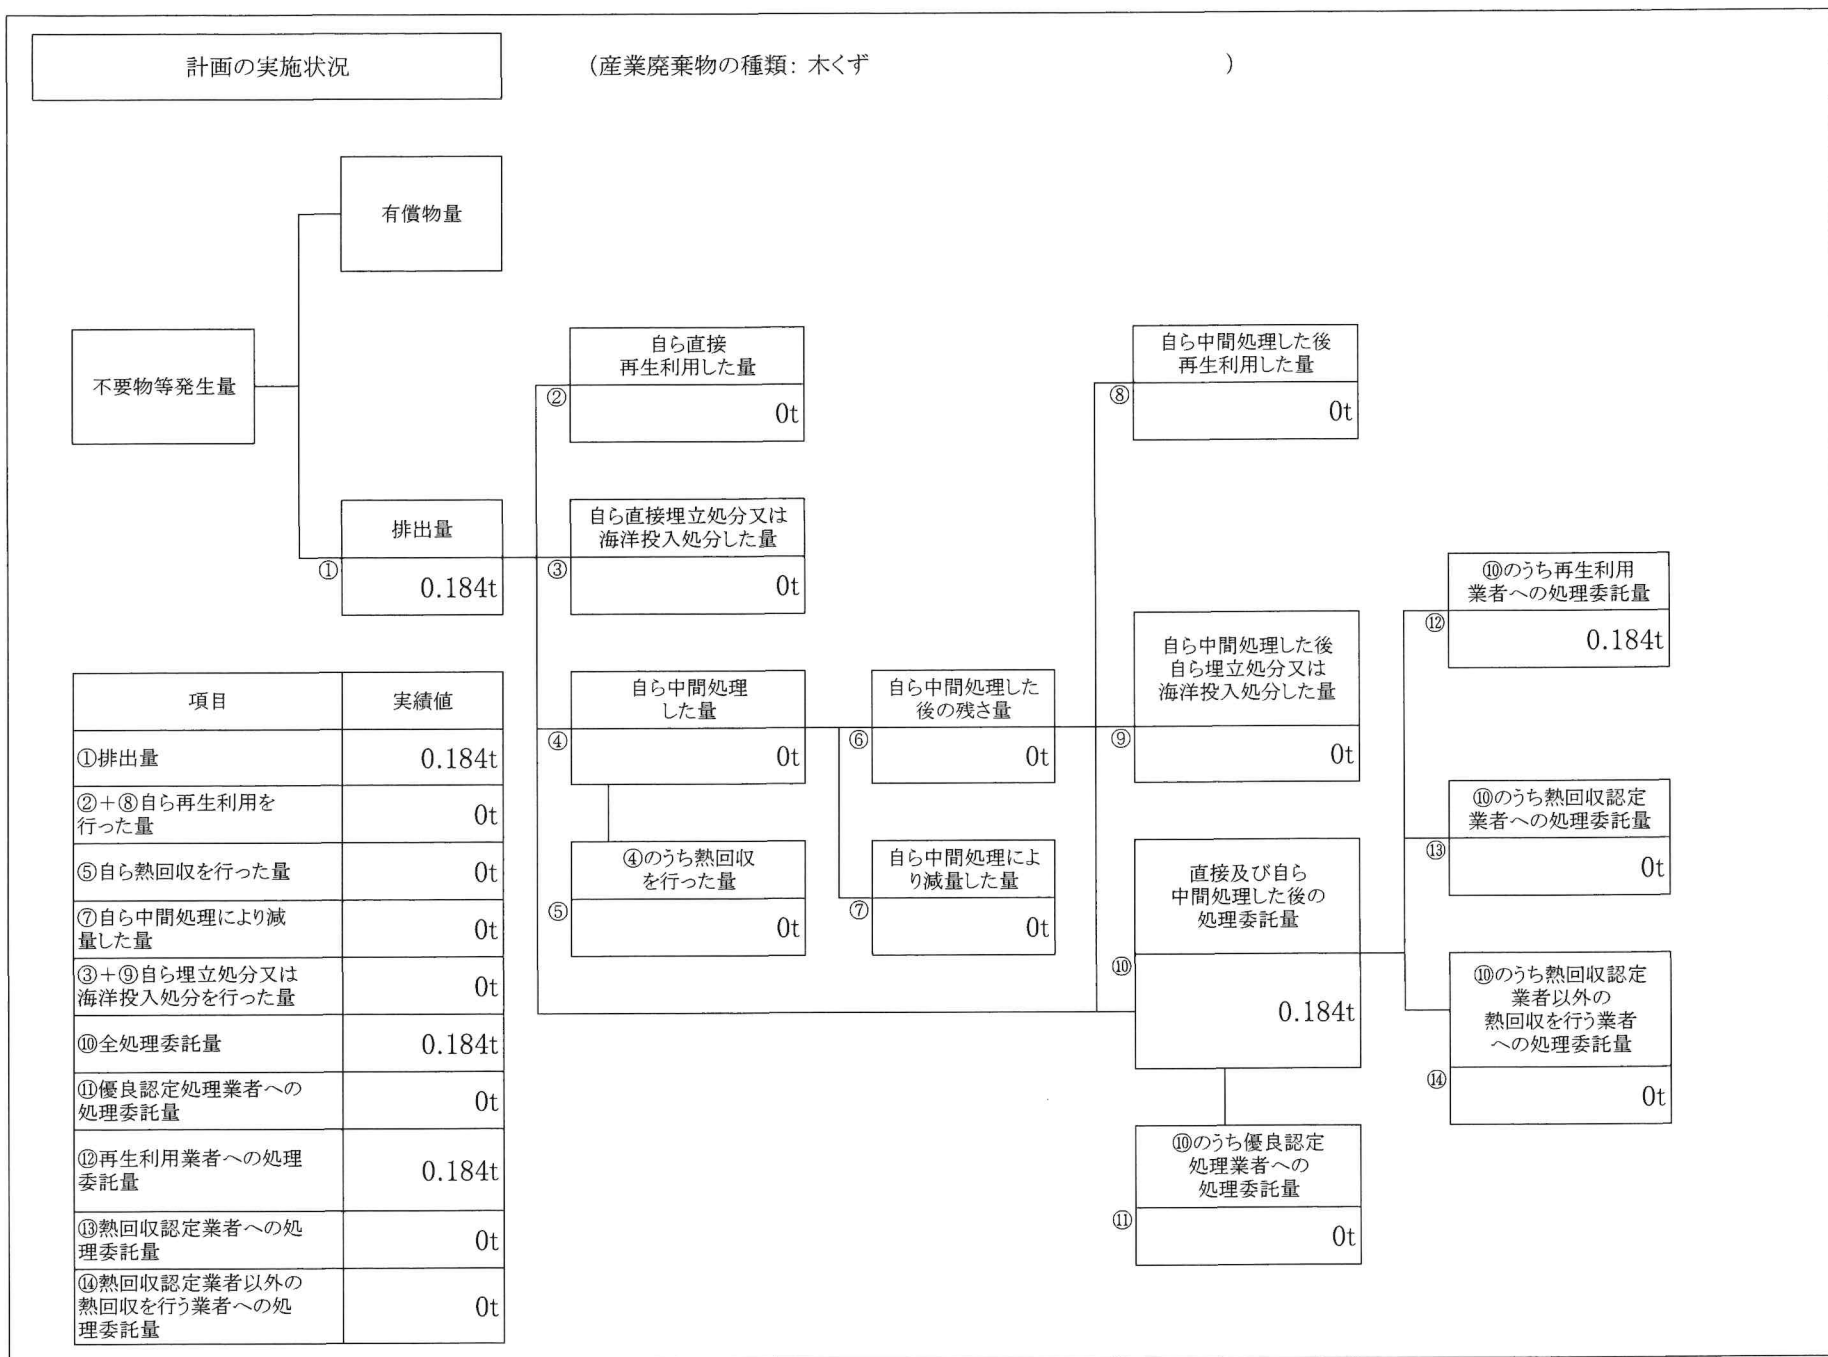 計画の実施状況
(産業廃棄物の種類: 木くず )
有償物量
不要物等発生量
排出量
①
0.184t
自ら直接
再生利用した量
②
0t
自ら直接埋立処分又は
海洋投入処分した量
③
0t
自ら中間処理
した量
④
0t
④のうち熱回収
を行った量
⑤
0t
自ら中間処理した
後の残さ量
⑥
0t
自ら中間処理によ
り減量した量
⑦
0t
自ら中間処理した後
再生利用した量
⑧
0t
自ら中間処理した後
自ら埋立処分又は
海洋投入処分した量
⑨
0t
直接及び自ら
中間処理した後の
処理委託量
⑩
0.184t
⑩のうち優良認定
処理業者への
処理委託量
⑪
0t
⑩のうち再生利用
業者への処理委託量
⑫
0.184t
⑩のうち熱回収認定
業者への処理委託量
⑬
0t
⑩のうち熱回収認定
業者以外の
熱回収を行う業者
への処理委託量
⑭
0t
項目 実績値
①排出量 0.184t
②+⑧自ら再生利用を
行った量 0t
⑤自ら熱回収を行った量 0t
⑦自ら中間処理により減
量した量 0t
③+⑨自ら埋立処分又は
海洋投入処分を行った量 0t
⑩全処理委託量 0.184t
⑪優良認定処理業者への
処理委託量 0t
⑫再生利用業者への処理
委託量 0.184t
⑬熱回収認定業者への処
理委託量 0t
⑭熱回収認定業者以外の
熱回収を行う業者への処
理委託量 0t